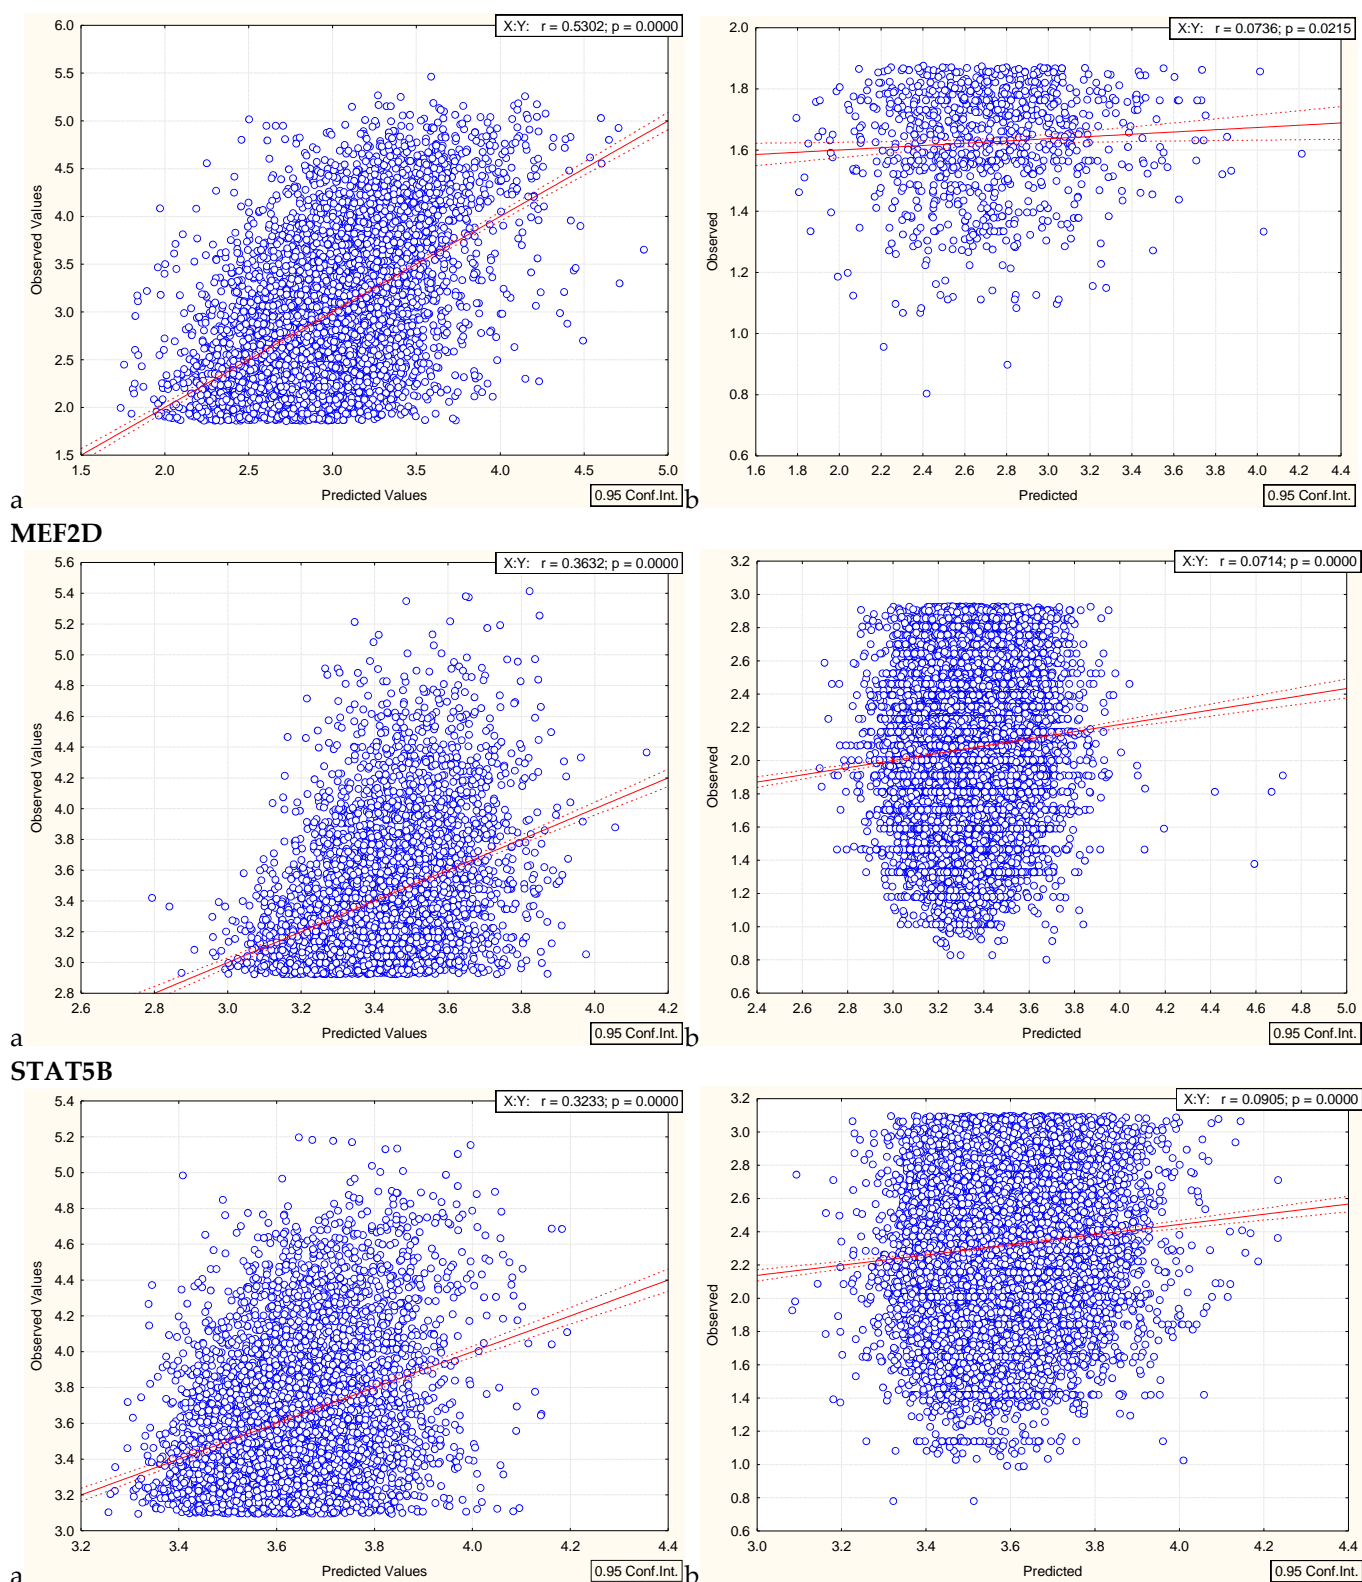 X:Y: r = 0.5302; p = 0.0000
6.0
5.5
5.0
4.5
4.0
3.5
3.0
2.5
2.0
1.5
Observed Values
1.5 2.0 2.5 3.0 3.5 4.0 4.5 5.0
Predicted Values
0.95 Conf.Int.
a
X:Y: r = 0.0736; p = 0.0215
2.0
1.8
1.6
1.4
1.2
1.0
0.8
0.6
Observed
1.6 1.8 2.0 2.2 2.4 2.6 2.8 3.0 3.2 3.4 3.6 3.8 4.0 4.2 4.4
Predicted
0.95 Conf.Int.
b
MEF2D
X:Y: r = 0.3632; p = 0.0000
5.6
5.4
5.2
5.0
4.8
4.6
4.4
4.2
4.0
3.8
3.6
3.4
3.2
3.0
2.8
Observed Values
2.6 2.8 3.0 3.2 3.4 3.6 3.8 4.0 4.2
Predicted Values
0.95 Conf.Int.
a
X:Y: r = 0.0714; p = 0.0000
3.2
3.0
2.8
2.6
2.4
2.2
2.0
1.8
1.6
1.4
1.2
1.0
0.8
0.6
Observed
2.4 2.6 2.8 3.0 3.2 3.4 3.6 3.8 4.0 4.2 4.4 4.6 4.8 5.0
Predicted
0.95 Conf.Int.
b
STAT5B
X:Y: r = 0.3233; p = 0.0000
5.4
5.2
5.0
4.8
4.6
4.4
4.2
4.0
3.8
3.6
3.4
3.2
3.0
Observed Values
3.2 3.4 3.6 3.8 4.0 4.2 4.4
Predicted Values
0.95 Conf.Int.
a
X:Y: r = 0.0905; p = 0.0000
3.2
3.0
2.8
2.6
2.4
2.2
2.0
1.8
1.6
1.4
1.2
1.0
0.8
0.6
Observed
3.0 3.2 3.4 3.6 3.8 4.0 4.2 4.4
Predicted
0.95 Conf.Int.
b